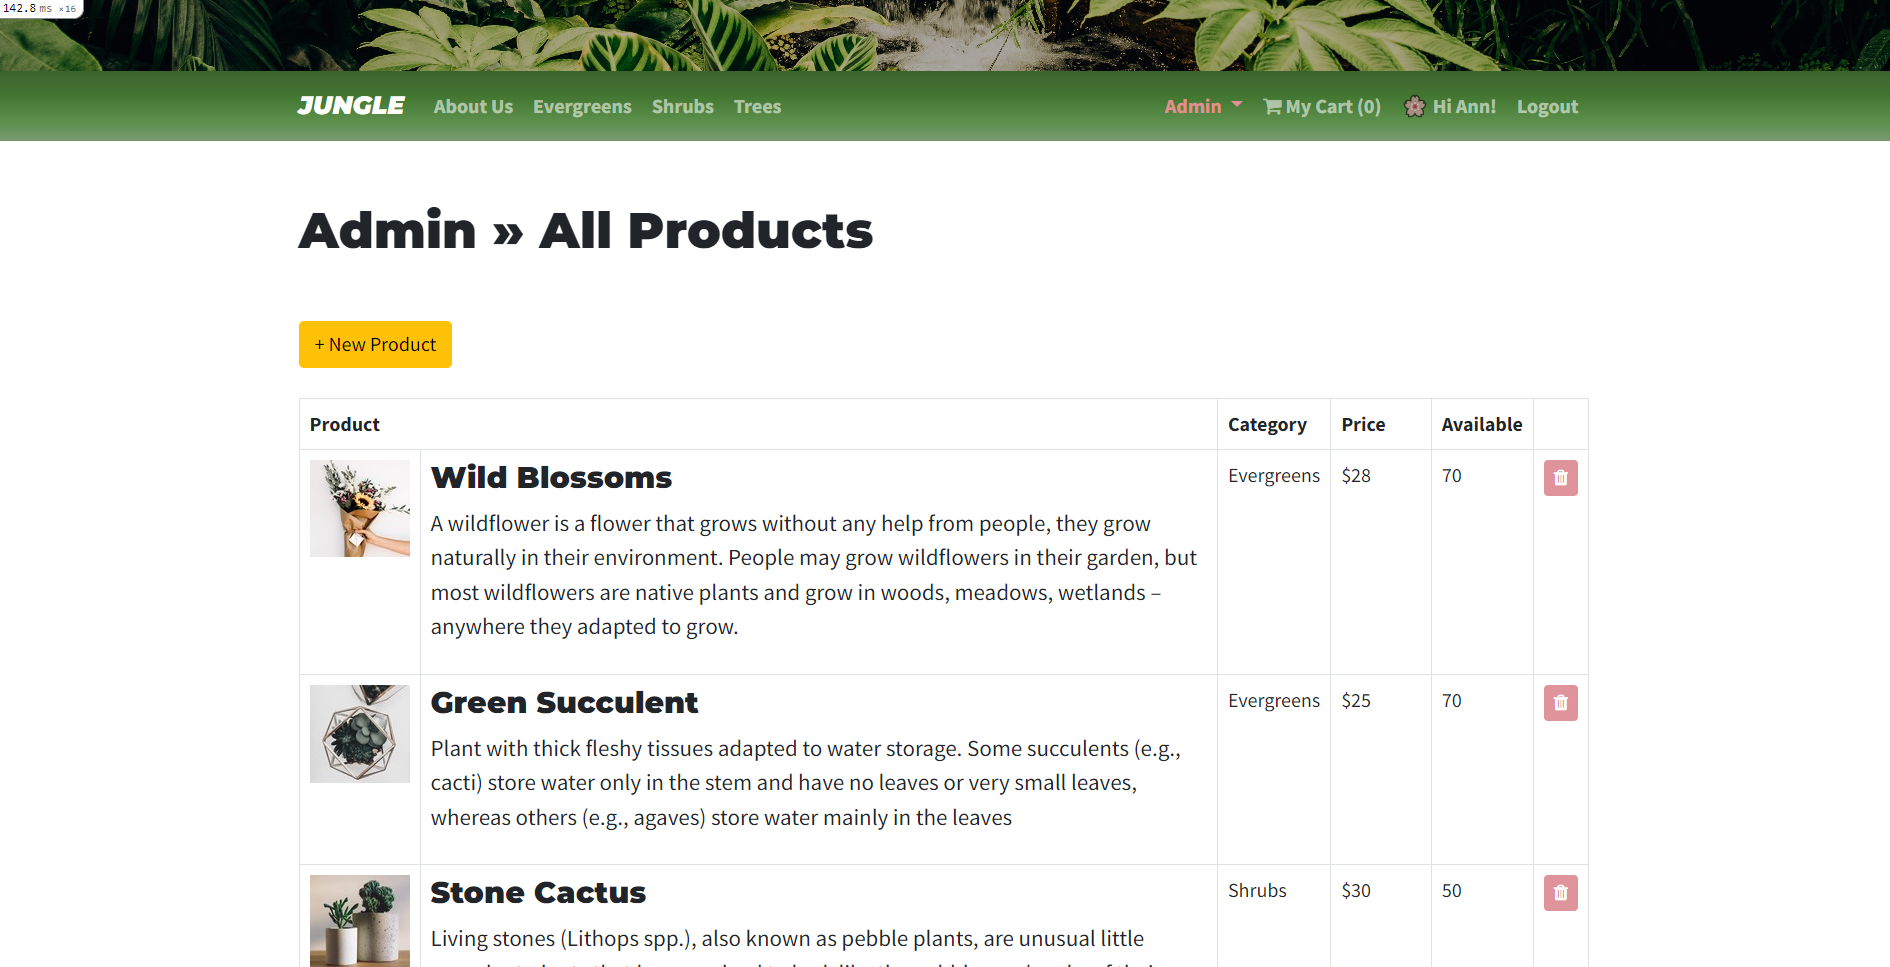 142.8 ms ×16
JUNGLE About Us Evergreens Shrubs Trees Admin My Cart (0) Hi Ann! Logout
Admin » All Products
+ New Product
Product Category Price Available
Wild Blossoms Evergreens $28 70
A wildflower is a flower that grows without any help from people, they grow
naturally in their environment. People may grow wildflowers in their garden, but
most wildflowers are native plants and grow in woods, meadows, wetlands –
anywhere they adapted to grow.
Green Succulent Evergreens $25 70
Plant with thick fleshy tissues adapted to water storage. Some succulents (e.g.,
cacti) store water only in the stem and have no leaves or very small leaves,
whereas others (e.g., agaves) store water mainly in the leaves
Stone Cactus Shrubs $30 50
Living stones (Lithops spp.), also known as pebble plants, are unusual little